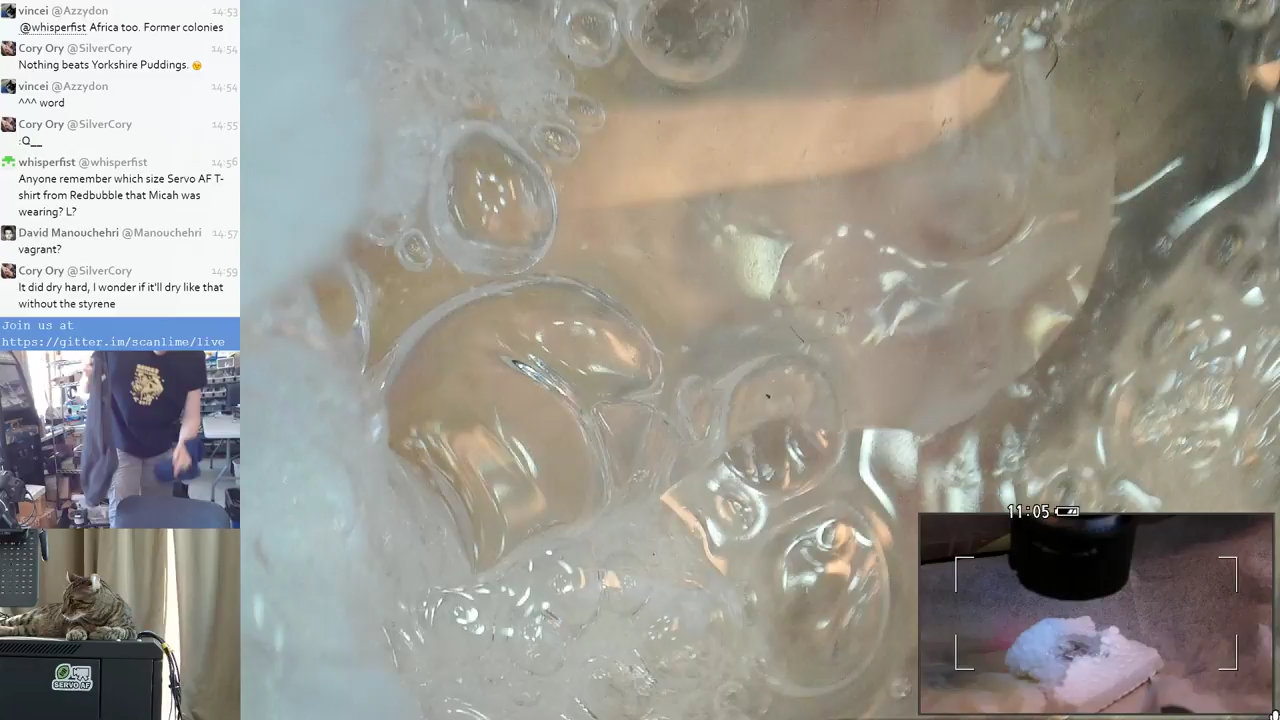 vincei @Azzydon 14:53
@whisperfist Africa too. Former colonies
Cory Ory @SilverCory 14:54
Nothing beats Yorkshire Puddings.
vincei @Azzydon 14:54
^^^ word
Cory Ory @SilverCory 14:55
:Q__
whisperfist @whisperfist 14:56
Anyone remember which size Servo AF T-
shirt from Redbubble that Micah was
wearing? L?
David Manouchehri @Manouchehri 14:57
vagrant?
Cory Ory @SilverCory 14:59
It did dry hard, I wonder if it'll dry like that
without the styrene
Join us at
https://gitter.im/scanlime/live
SERVO AF
11:05